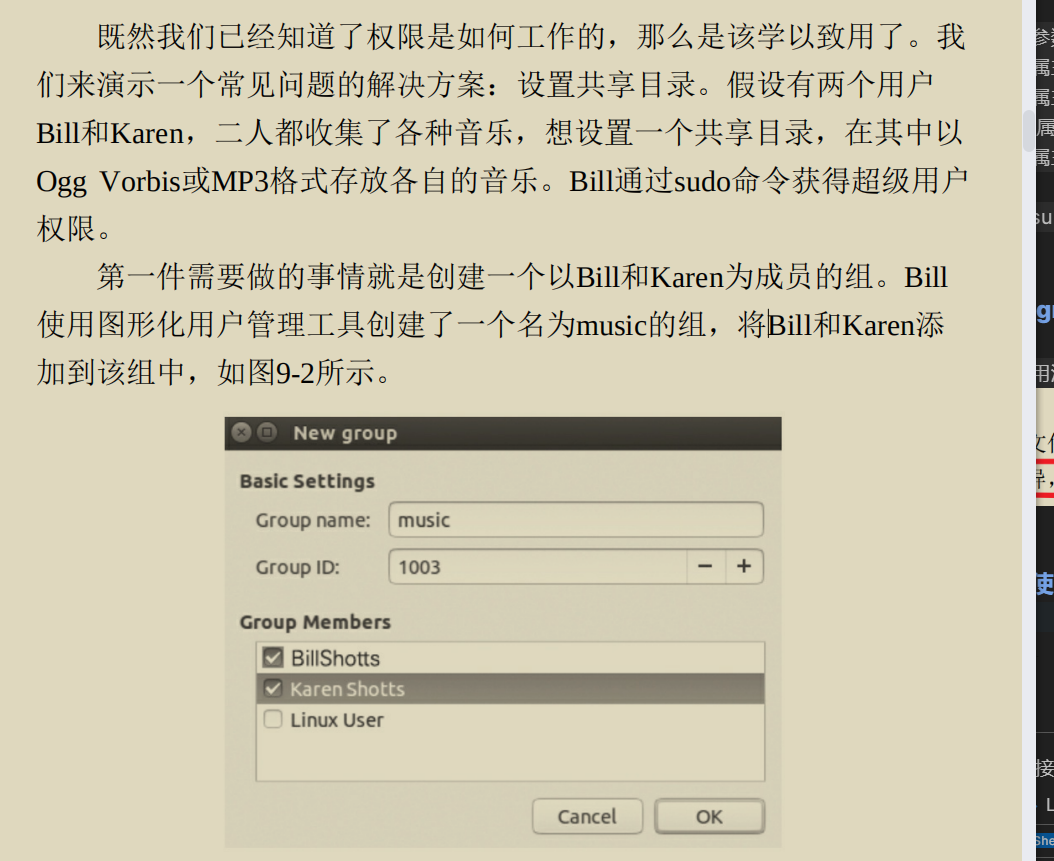 既然我们已经知道了权限是如何工作的，那么是该学以致用了。我
们来演示一个常见问题的解决方案：设置共享目录。假设有两个用户
Bill和Karen，二人都收集了各种音乐，想设置一个共享目录，在其中以
Ogg Vorbis或MP3格式存放各自的音乐。Bill通过sudo命令获得超级用户
权限。
第一件需要做的事情就是创建一个以Bill和Karen为成员的组。Bill
使用图形化用户管理工具创建了一个名为music的组，将Bill和Karen添
加到该组中，如图9-2所示。
New group
Basic Settings
Group name: music
Group ID: 1003 − +
Group Members
BillShotts
Karen Shotts
Linux User
Cancel OK
属
属
su
接
She